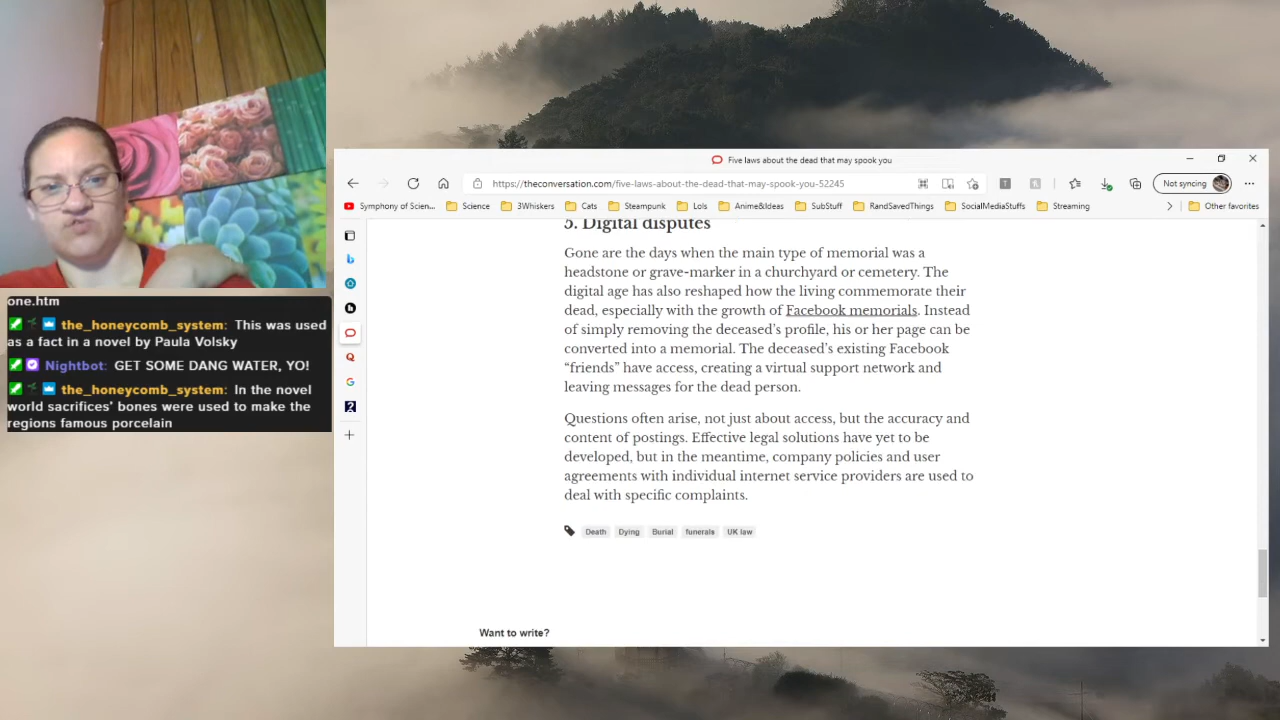 one.htm
the_honeycomb_system: This was used
as a fact in a novel by Paula Volsky
Nightbot: GET SOME DANG WATER, YO!
the_honeycomb_system: In the novel
world sacrifices' bones were used to make the
regions famous porcelain
Five laws about the dead that may spook you
https://theconversation.com/five-laws-about-the-dead-that-may-spook-you-52245
Not syncing
Symphony of Scien... Science 3Whiskers Cats Steampunk Lols Anime&Ideas SubStuff RandSavedThings SocialMediaStuffs Streaming Other favorites
5. Digital disputes
Gone are the days when the main type of memorial was a
headstone or grave-marker in a churchyard or cemetery. The
digital age has also reshaped how the living commemorate their
dead, especially with the growth of Facebook memorials. Instead
of simply removing the deceased's profile, his or her page can be
converted into a memorial. The deceased's existing Facebook
“friends” have access, creating a virtual support network and
leaving messages for the dead person.
Questions often arise, not just about access, but the accuracy and
content of postings. Effective legal solutions have yet to be
developed, but in the meantime, company policies and user
agreements with individual internet service providers are used to
deal with specific complaints.
Death Dying Burial funerals UK law
Want to write?